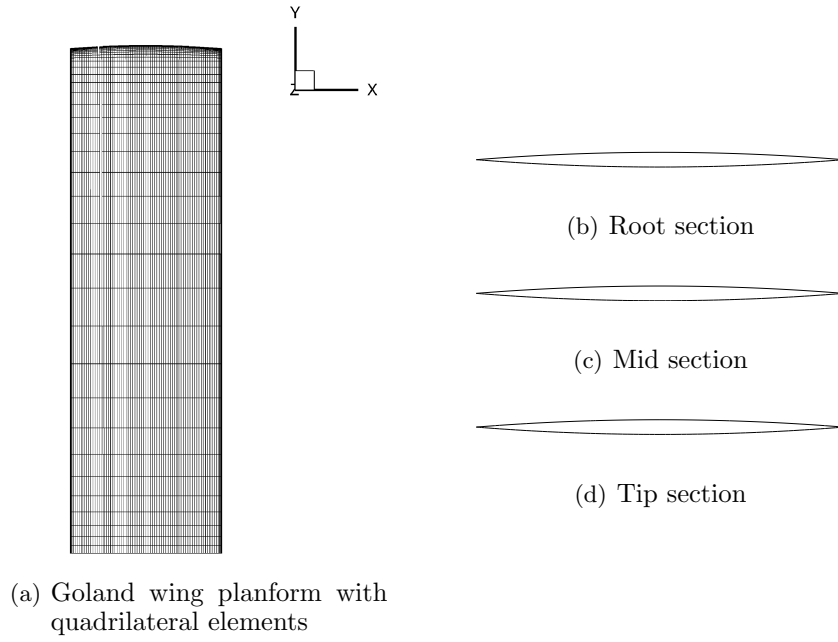 Y
Z
X
(b) Root section
(c) Mid section
(d) Tip section
(a) Goland wing planform with
quadrilateral elements